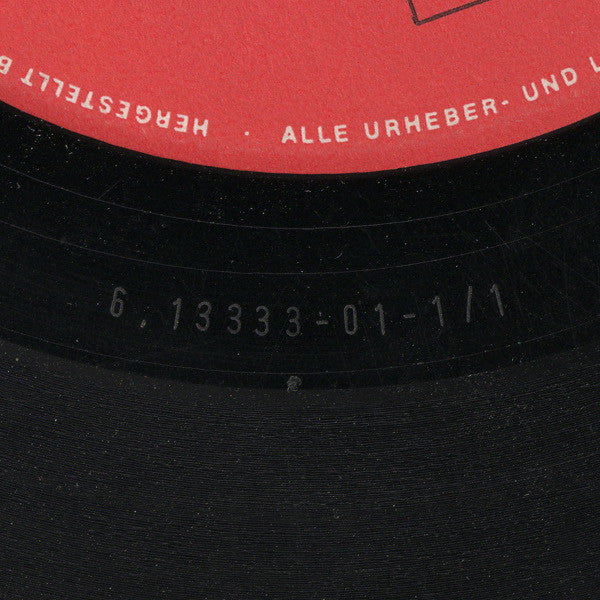 HERGESTELLT
· ALLE URHEBER- UND
6.13333-01-1/1